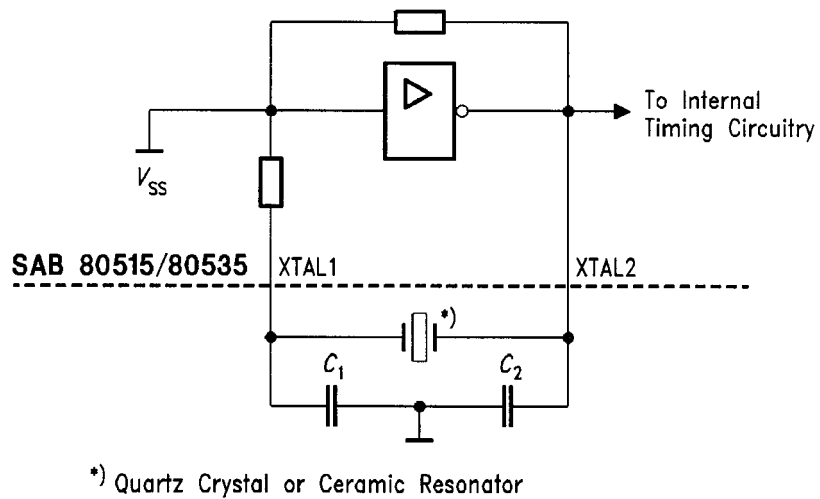 To Internal
Timing Circuitry
VSS
SAB 80515/80535 XTAL1 XTAL2
*)
C1 C2
*) Quartz Crystal or Ceramic Resonator